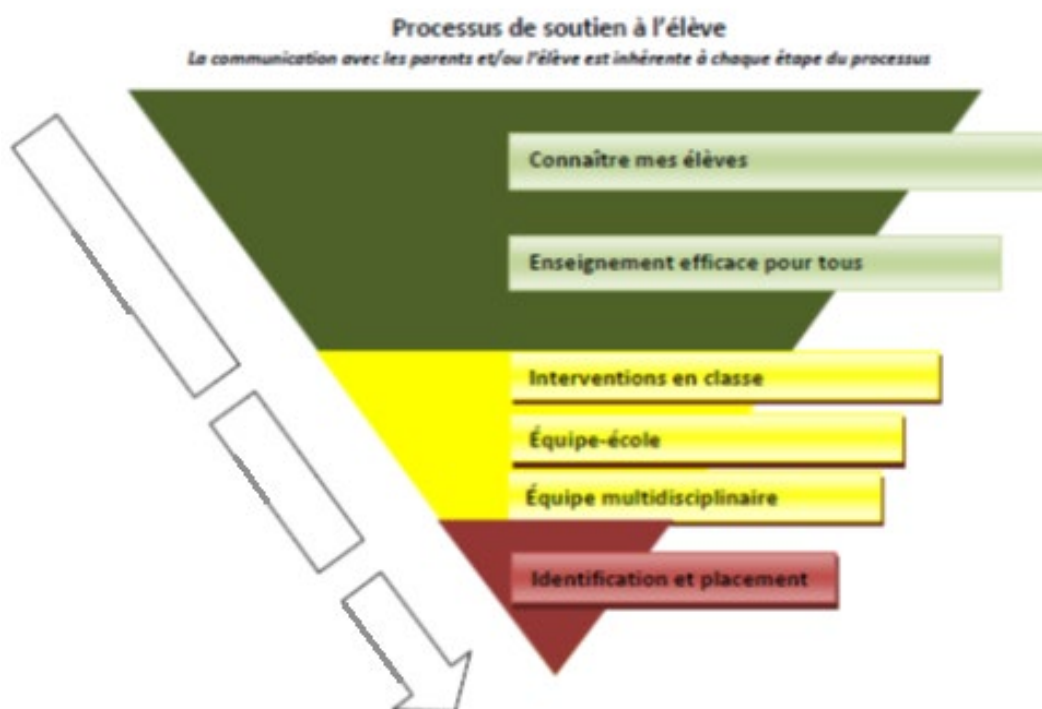 Processus de soutien à l'élève
La communication avec les parents et/ou l'élève est inhérente à chaque étape du processus
Connaître mes élèves
Enseignement efficace pour tous
Interventions en classe
Équipe-école
Équipe multidisciplinaire
Identification et placement